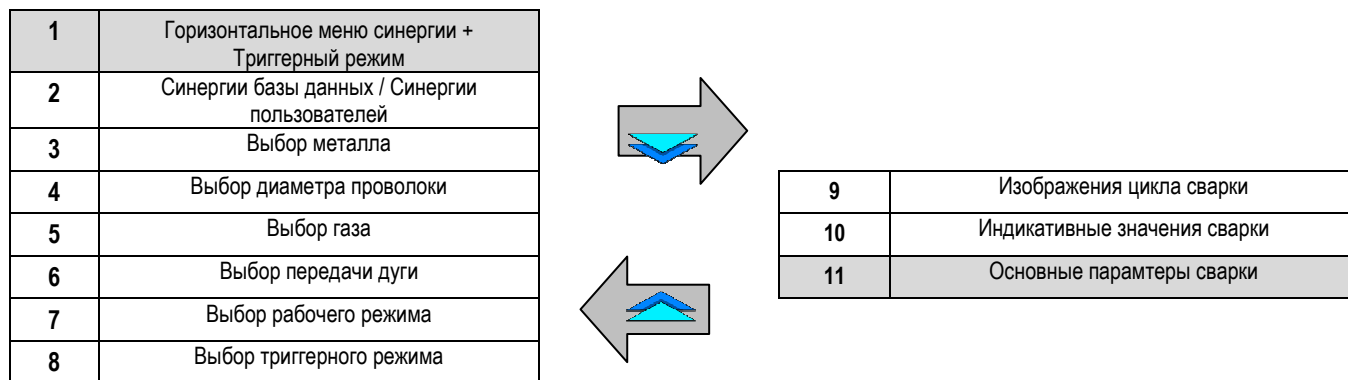 1 Горизонтальное меню синергии +
Триггерный режим
2 Синергии базы данных / Синергии
пользователей
3 Выбор металла
4 Выбор диаметра проволоки
5 Выбор газа
6 Выбор передачи дуги
7 Выбор рабочего режима
8 Выбор триггерного режима
9 Изображения цикла сварки
10 Индикативные значения сварки
11 Основные парамтеры сварки